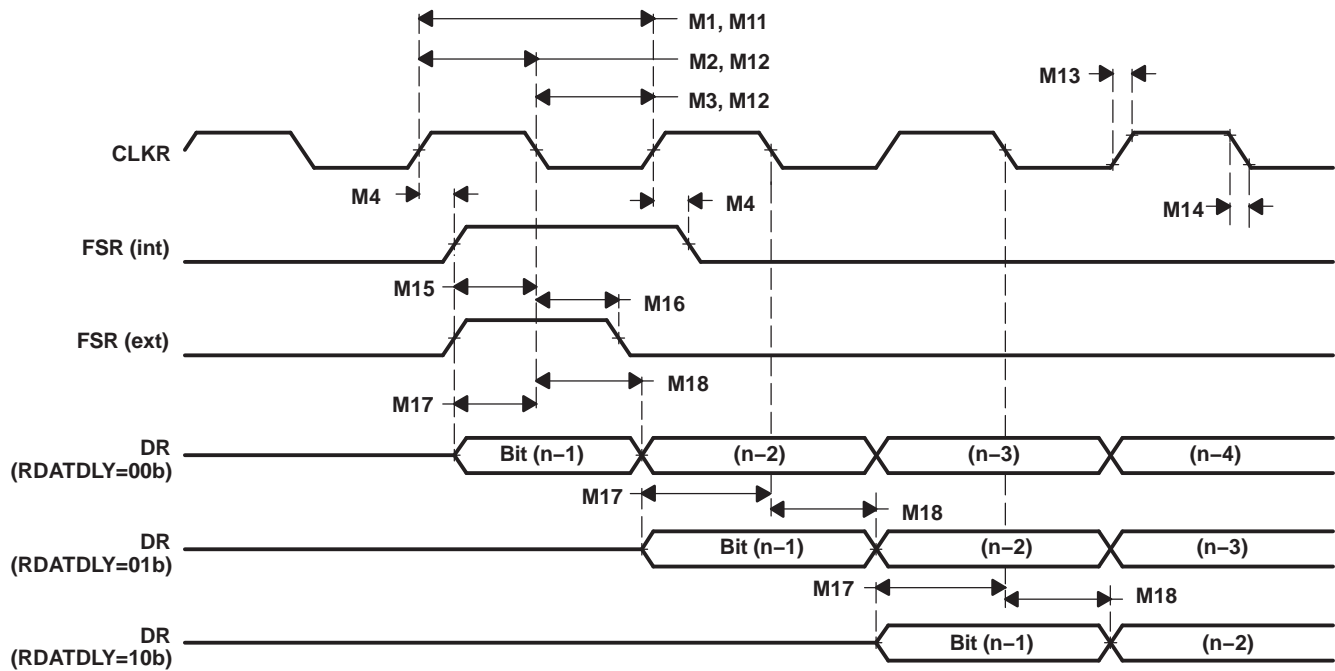 M1, M11
M2, M12
M3, M12
M13
CLKR
M4
M4
M14
FSR (int)
M15
M16
FSR (ext)
M18
M17
DR
(RDATDLY=00b)
Bit (n−1)
(n−2)
(n−3)
(n−4)
M17
M18
DR
(RDATDLY=01b)
Bit (n−1)
(n−2)
(n−3)
M17
M18
DR
(RDATDLY=10b)
Bit (n−1)
(n−2)